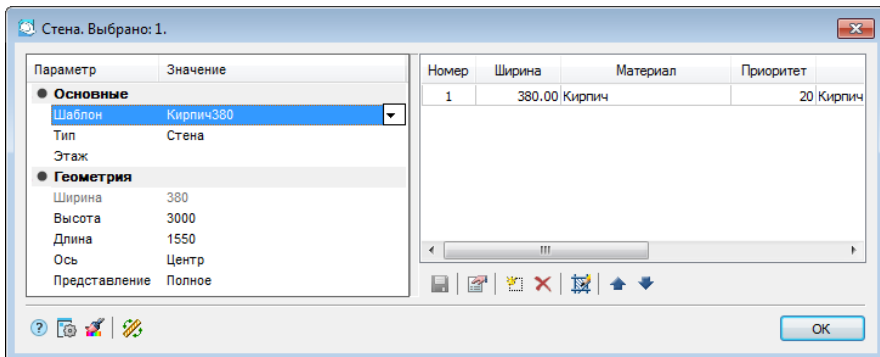 Стена. Выбрано: 1.
Параметр Значение
Основные
Шаблон Кирпич380
Тип Стена
Этаж
Геометрия
Ширина 380
Высота 3000
Длина 1550
Ось Центр
Представление Полное
Номер Ширина Материал Приоритет
1 380.00 Кирпич 20 Кирпич
OK